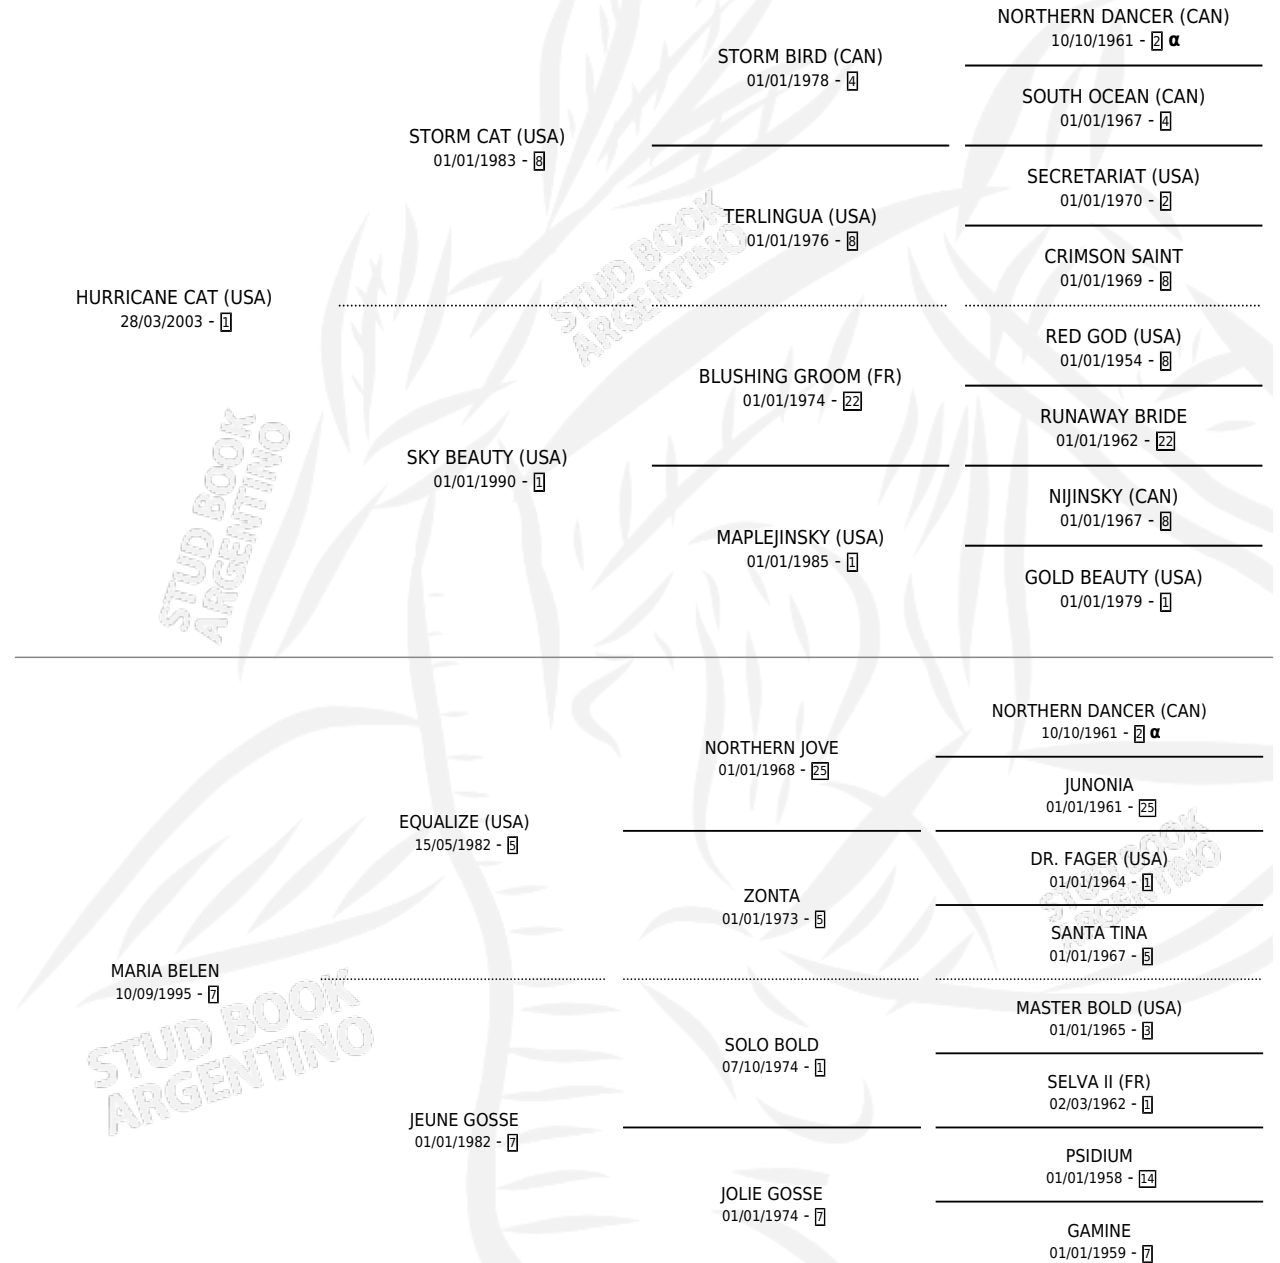 NORTHERN DANCER (CAN)
10/10/1961 - 2 α
STORM BIRD (CAN)
01/01/1978 - 4
SOUTH OCEAN (CAN)
01/01/1967 - 4
STORM CAT (USA)
01/01/1983 - 8
SECRETARIAT (USA)
01/01/1970 - 2
TERLINGUA (USA)
01/01/1976 - 8
CRIMSON SAINT
01/01/1969 - 8
HURRICANE CAT (USA)
28/03/2003 - 1
RED GOD (USA)
01/01/1954 - 8
BLUSHING GROOM (FR)
01/01/1974 - 22
RUNAWAY BRIDE
01/01/1962 - 22
SKY BEAUTY (USA)
01/01/1990 - 1
NIJINSKY (CAN)
01/01/1967 - 8
MAPLEJINSKY (USA)
01/01/1985 - 1
GOLD BEAUTY (USA)
01/01/1979 - 1
NORTHERN DANCER (CAN)
10/10/1961 - 2 α
NORTHERN JOVE
01/01/1968 - 25
JUNONIA
01/01/1961 - 25
EQUALIZE (USA)
15/05/1982 - 5
DR. FAGER (USA)
01/01/1964 - 1
ZONTA
01/01/1973 - 5
SANTA TINA
01/01/1967 - 5
MARIA BELEN
10/09/1995 - 7
MASTER BOLD (USA)
01/01/1965 - 3
SOLO BOLD
07/10/1974 - 1
SELVA II (FR)
02/03/1962 - 1
JEUNE GOSSE
01/01/1982 - 7
PSIDIUM
01/01/1958 - 14
JOLIE GOSSE
01/01/1974 - 7
GAMINE
01/01/1959 - 7
STUD BOOK
ARGENTINO
STUD BOOK
ARGENTINO
STUD BOOK
ARGENTINO
STUD BOOK
ARGENTINO